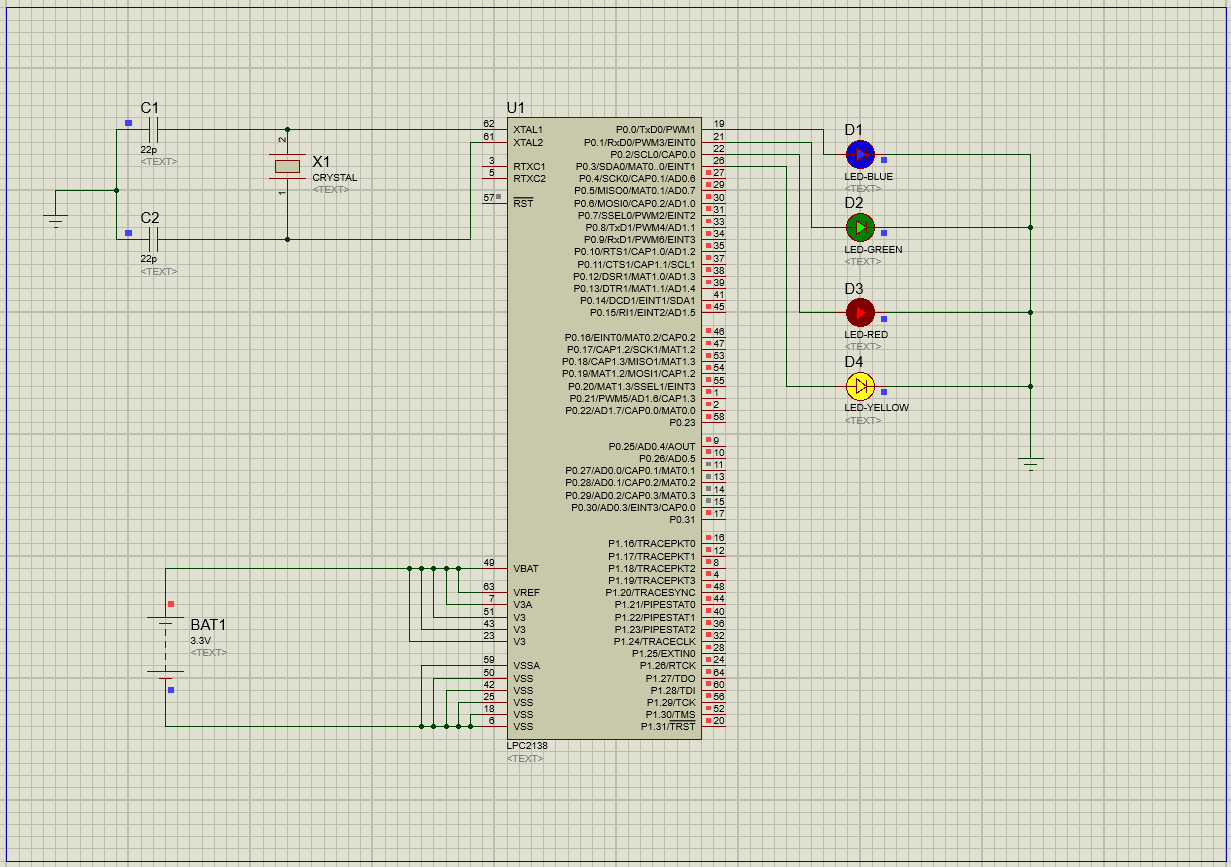 C1
22p
<TEXT>
2
X1
CRYSTAL
<TEXT>
1
C2
22p
<TEXT>
U1
62 XTAL1
61 XTAL2
3 RTXC1
5 RTXC2
57 RST
49 VBAT
63 VREF
7 V3A
51 V3
43 V3
23 V3
59 VSSA
50 VSS
42 VSS
25 VSS
18 VSS
6 VSS
P0.0/TxD0/PWM1 19
P0.1/RxD0/PWM3/EINT0 21
P0.2/SCL0/CAP0.0 22
P0.3/SDA0/MAT0..0/EINT1 26
P0.4/SCK0/CAP0.1/AD0.6 27
P0.5/MISO0/MAT0.1/AD0.7 29
P0.6/MOSI0/CAP0.2/AD1.0 30
P0.7/SSEL0/PWM2/EINT2 31
P0.8/TxD1/PWM4/AD1.1 33
P0.9/RxD1/PWM6/EINT3 34
P0.10/RTS1/CAP1.0/AD1.2 35
P0.11/CTS1/CAP1.1/SCL1 37
P0.12/DSR1/MAT1.0/AD1.3 38
P0.13/DTR1/MAT1.1/AD1.4 39
P0.14/DCD1/EINT1/SDA1 41
P0.15/RI1/EINT2/AD1.5 45
P0.16/EINT0/MAT0.2/CAP0.2 46
P0.17/CAP1.2/SCK1/MAT1.2 47
P0.18/CAP1.3/MISO1/MAT1.3 53
P0.19/MAT1.2/MOSI1/CAP1.2 54
P0.20/MAT1.3/SSEL1/EINT3 55
P0.21/PWM5/AD1.6/CAP1.3 1
P0.22/AD1.7/CAP0.0/MAT0.0 2
P0.23 58
P0.25/AD0.4/AOUT 9
P0.26/AD0.5 10
P0.27/AD0.0/CAP0.1/MAT0.1 11
P0.28/AD0.1/CAP0.2/MAT0.2 13
P0.29/AD0.2/CAP0.3/MAT0.3 14
P0.30/AD0.3/EINT3/CAP0.0 15
P0.31 17
P1.16/TRACEPKT0 16
P1.17/TRACEPKT1 12
P1.18/TRACEPKT2 8
P1.19/TRACEPKT3 4
P1.20/TRACESYNC 48
P1.21/PIPESTAT0 44
P1.22/PIPESTAT1 40
P1.23/PIPESTAT2 36
P1.24/TRACECLK 32
P1.25/EXTIN0 28
P1.26/RTCK 24
P1.27/TDO 64
P1.28/TDI 60
P1.29/TCK 56
P1.30/TMS 52
P1.31/TRST 20
LPC2138
<TEXT>
D1
LED-BLUE
<TEXT>
D2
LED-GREEN
<TEXT>
D3
LED-RED
<TEXT>
D4
LED-YELLOW
<TEXT>
BAT1
3.3V
<TEXT>